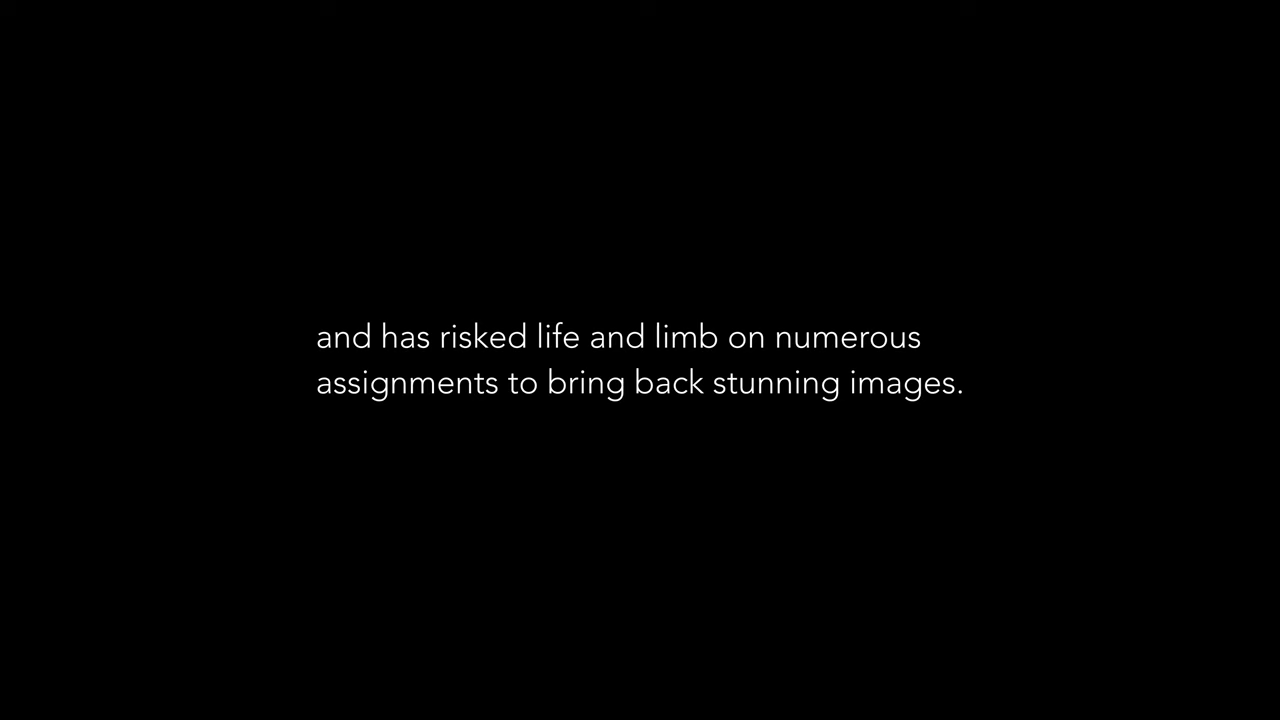 and has risked life and limb on numerous
assignments to bring back stunning images.